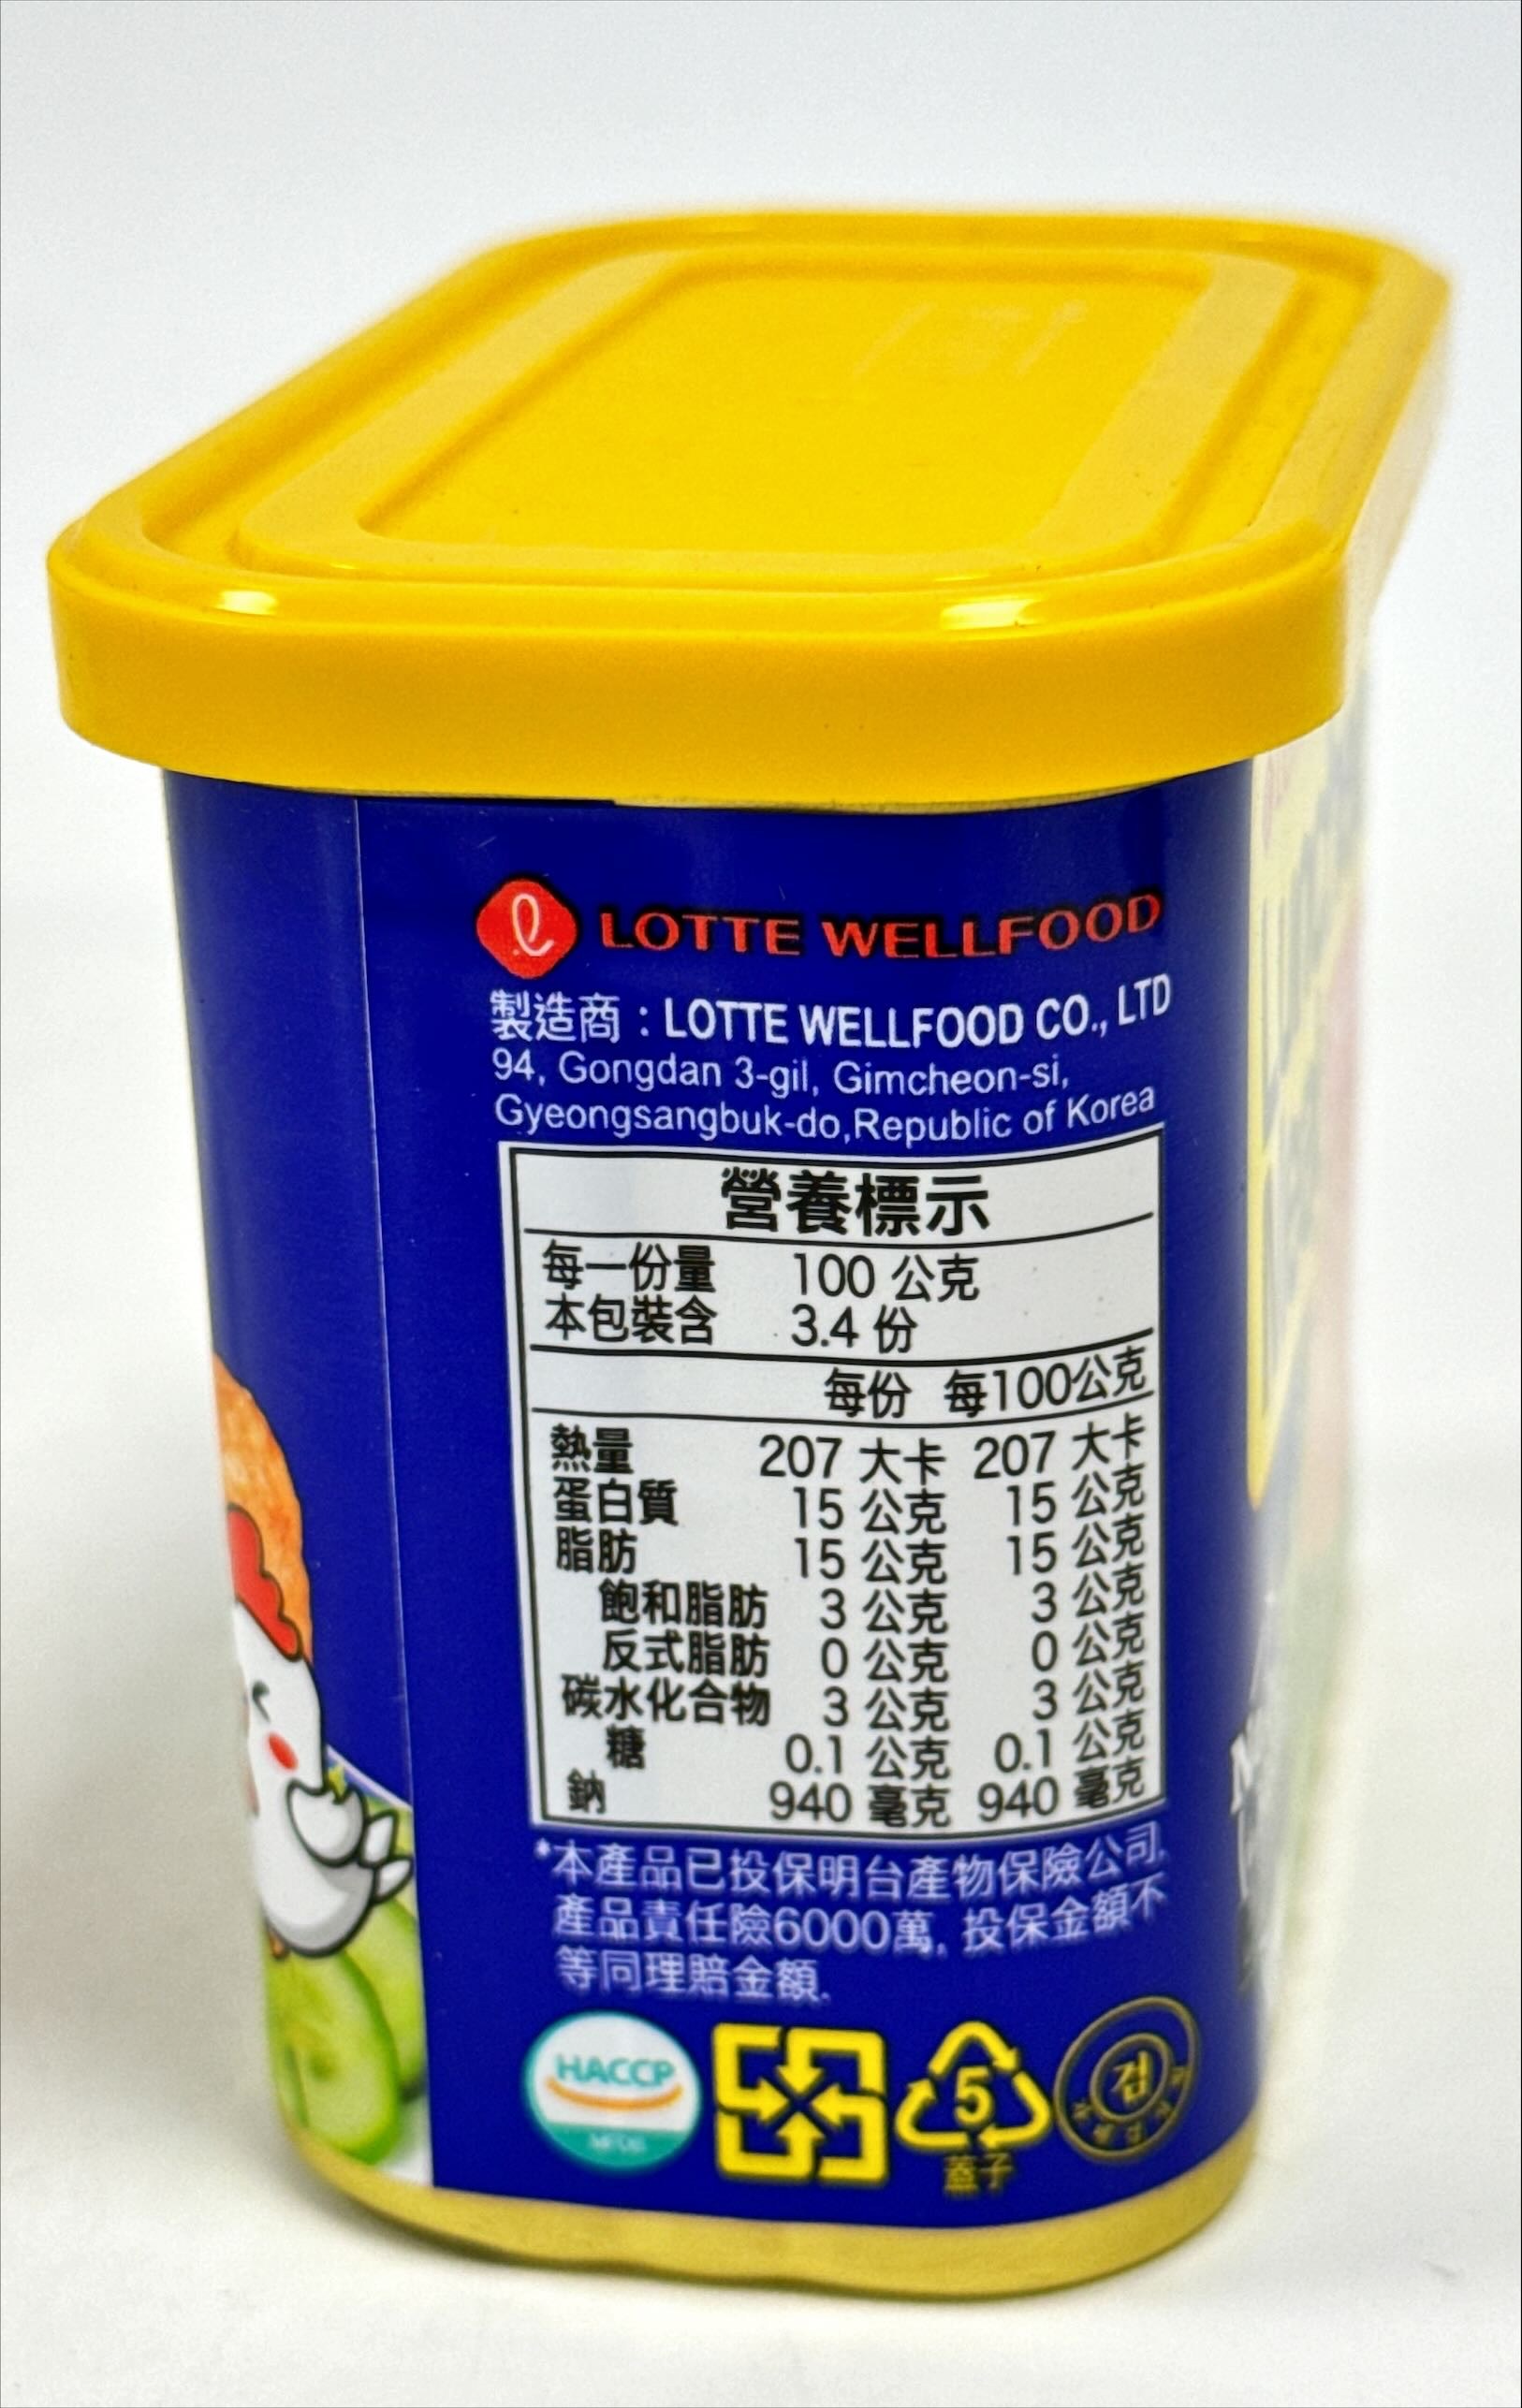 LOTTE WELLFOOD
製造商：LOTTE WELLFOOD CO., LTD
94, Gongdan 3-gil, Gimcheon-si,
Gyeongsangbuk-do,Republic of Korea
營養標示
每一份量 100 公克
本包裝含 3.4 份
每份 每100公克
熱量 207 大卡 207 大卡
蛋白質 15 公克 15 公克
脂肪 15 公克 15 公克
飽和脂肪 3 公克 3 公克
反式脂肪 0 公克 0 公克
碳水化合物 3 公克 3 公克
糖 0.1 公克 0.1 公克
鈉 940 毫克 940 毫克
*本產品已投保明台產物保險公司,
產品責任險6000萬, 投保金額不
等同理賠金額.
HACCP
5
蓋子
검